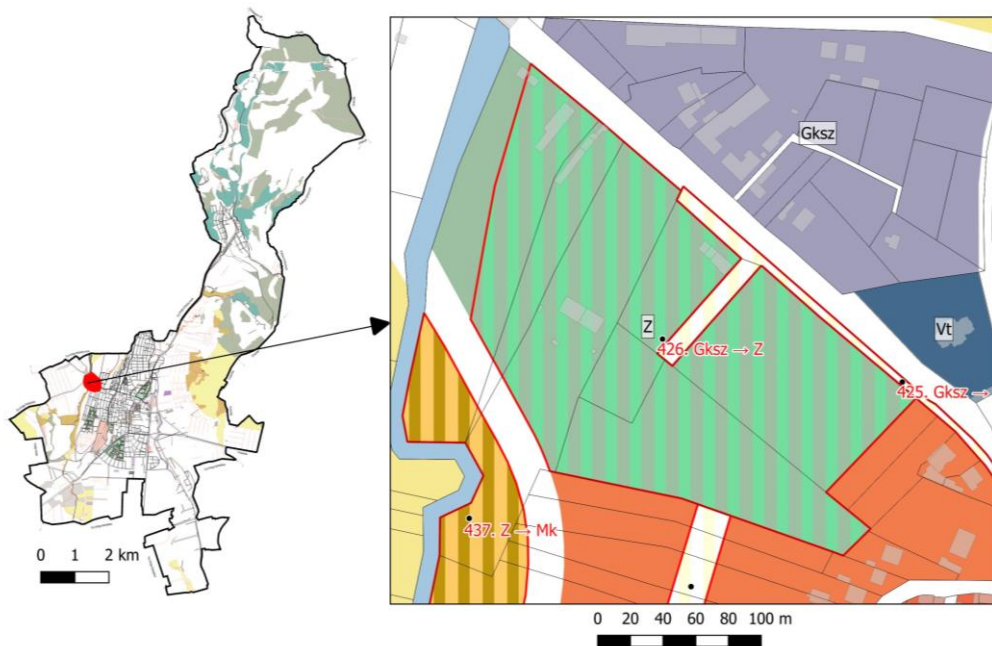 Gksz
Vt
Z
426. Gksz → Z
425. Gksz →
437. Z → Mk
0 1 2 km
0 20 40 60 80 100 m